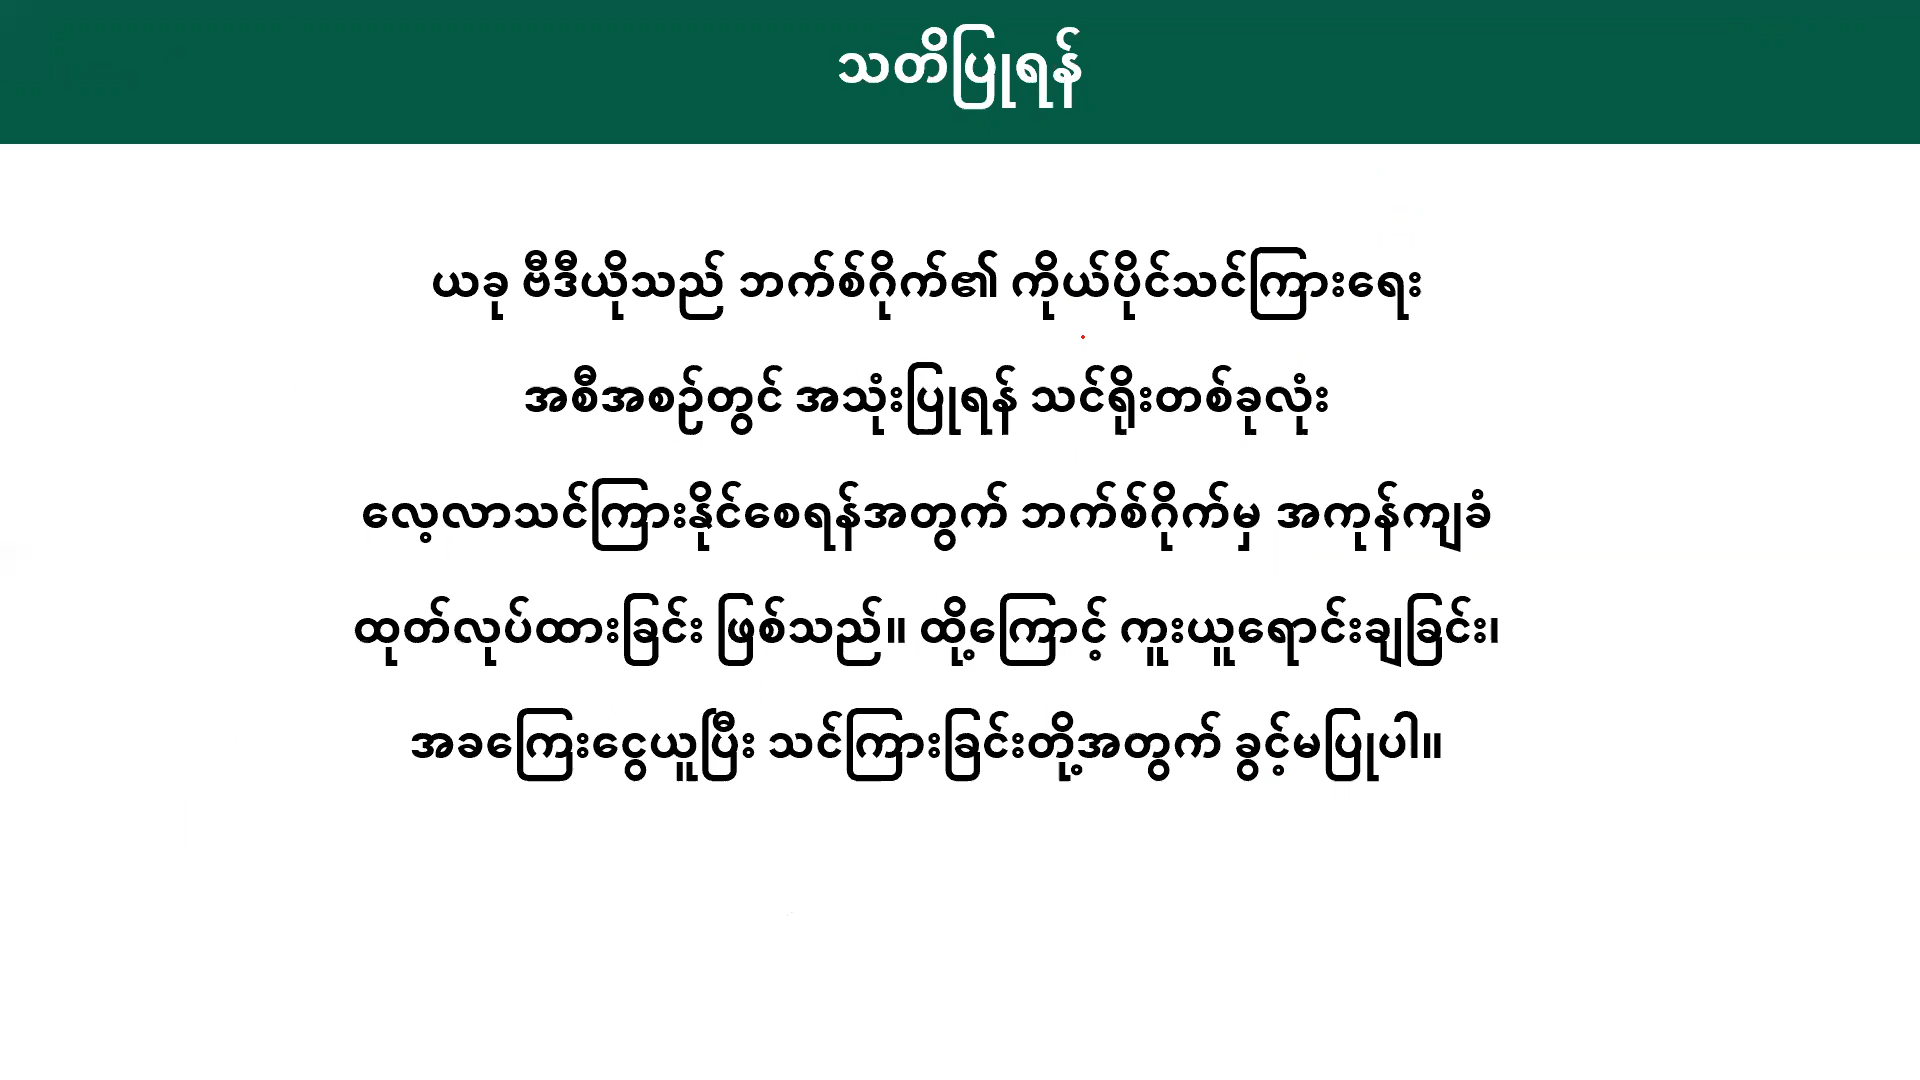 သတိပြုရန်
ယခု ဗီဒီယိုသည် ဘက်စ်ဂိုက်၏ ကိုယ်ပိုင်သင်ကြားရေး
အစီအစဉ်တွင် အသုံးပြုရန် သင်ရိုးတစ်ခုလုံး
လေ့လာသင်ကြားနိုင်စေရန်အတွက် ဘက်စ်ဂိုက်မှ အကုန်ကျခံ
ထုတ်လုပ်ထားခြင်း ဖြစ်သည်။ ထို့ကြောင့် ကူးယူရောင်းချခြင်း၊
အခကြေးငွေယူပြီး သင်ကြားခြင်းတို့အတွက် ခွင့်မပြုပါ။